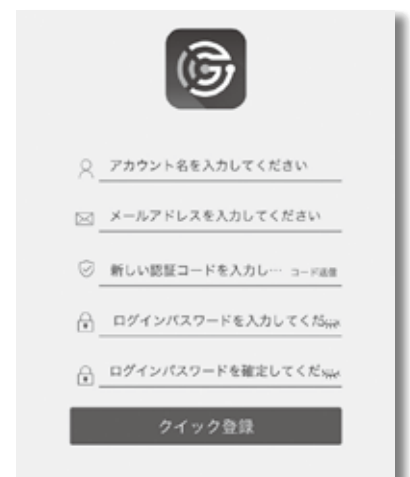 アカウント名を入力してください
メールアドレスを入力してください
新しい認証コードを入力し… コード送信
ログインパスワードを入力してくだ
ログインパスワードを確定してくだ
クイック登録